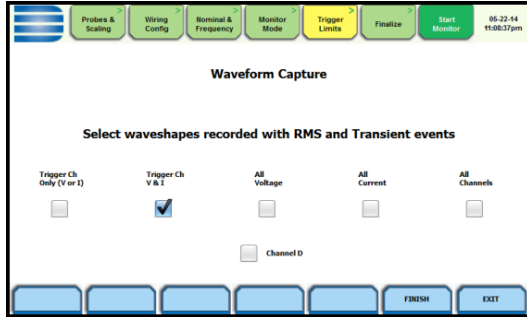 Probes & Scaling > Wiring Config > Nominal & Frequency > Monitor Mode > Trigger Limits > Finalize > Start Monitor 05-22-14 11:08:37pm
Waveform Capture
Select waveshapes recorded with RMS and Transient events
Trigger Ch Only (V or I)
Trigger Ch V & I
All Voltage
All Current
All Channels
Channel D
FINISH EXIT